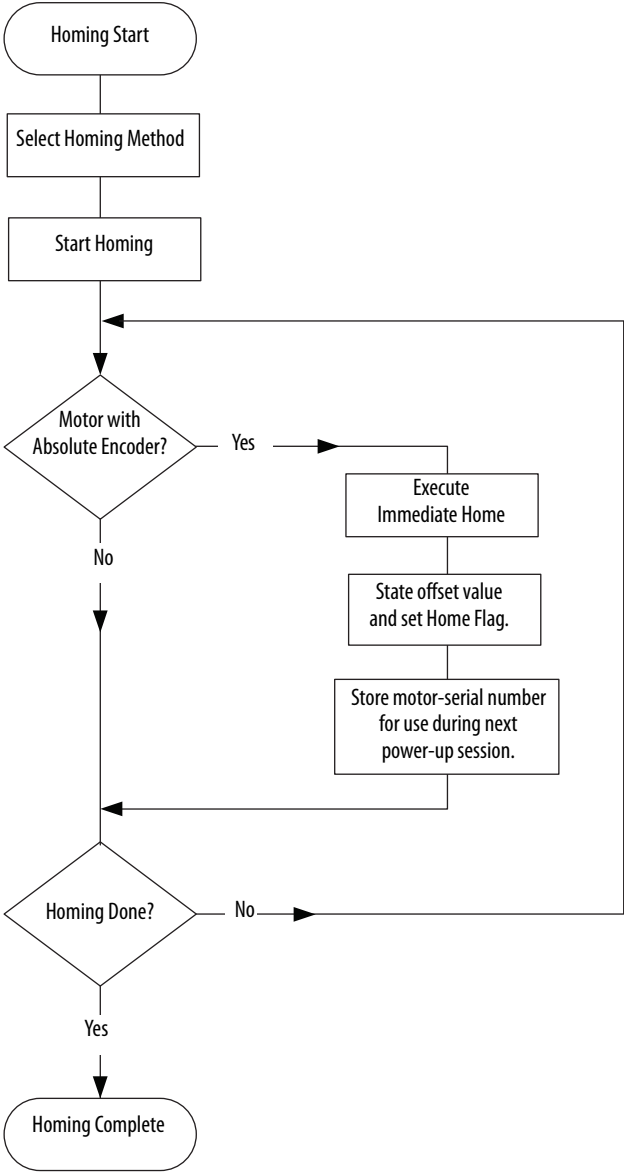 Homing Start
Select Homing Method
Start Homing
Motor with
Absolute Encoder?
Yes
Execute
Immediate Home
No
State offset value
and set Home Flag.
Store motor-serial number
for use during next
power-up session.
Homing Done?
No
Yes
Homing Complete